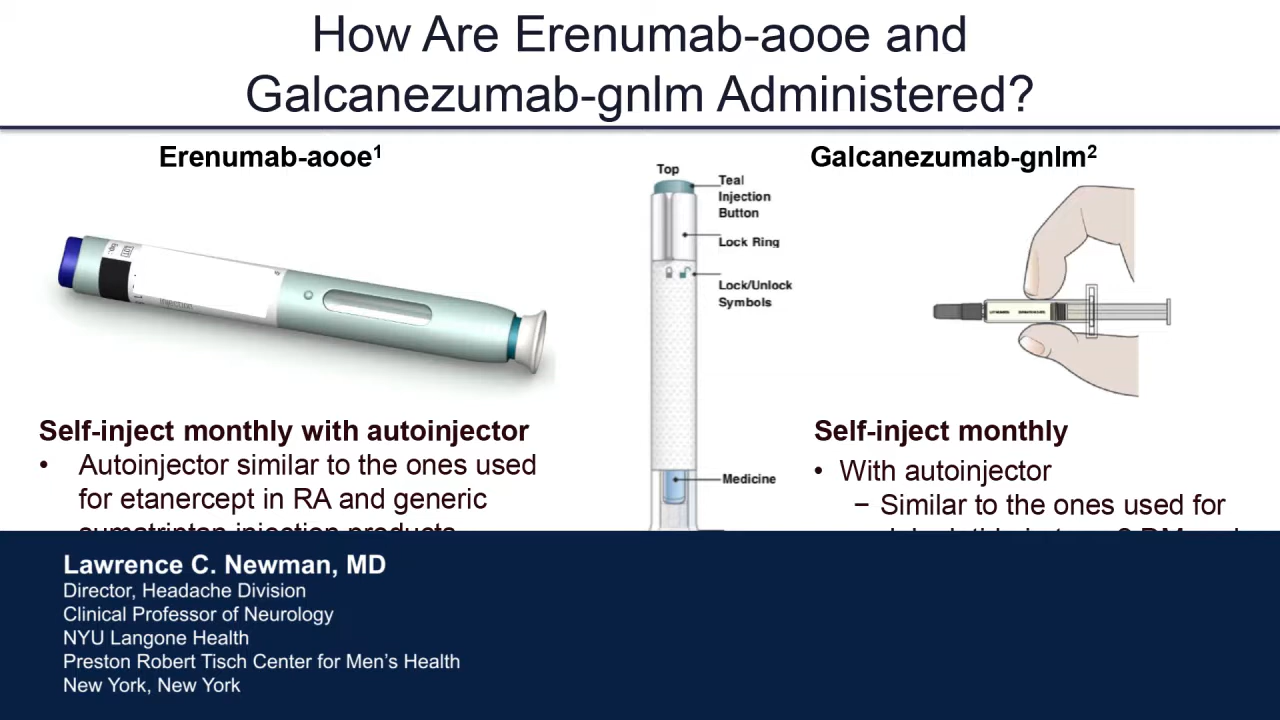 How Are Erenumab-aooe and
Galcanezumab-gnlm Administered?
Erenumab-aooe¹
Self-inject monthly with autoinjector
• Autoinjector similar to the ones used
for etanercept in RA and generic
sumatriptan injection products
Top
Teal
Injection
Button
Lock Ring
Lock/Unlock
Symbols
Medicine
Galcanezumab-gnlm²
Self-inject monthly
• With autoinjector
− Similar to the ones used for
Lawrence C. Newman, MD
Director, Headache Division
Clinical Professor of Neurology
NYU Langone Health
Preston Robert Tisch Center for Men's Health
New York, New York